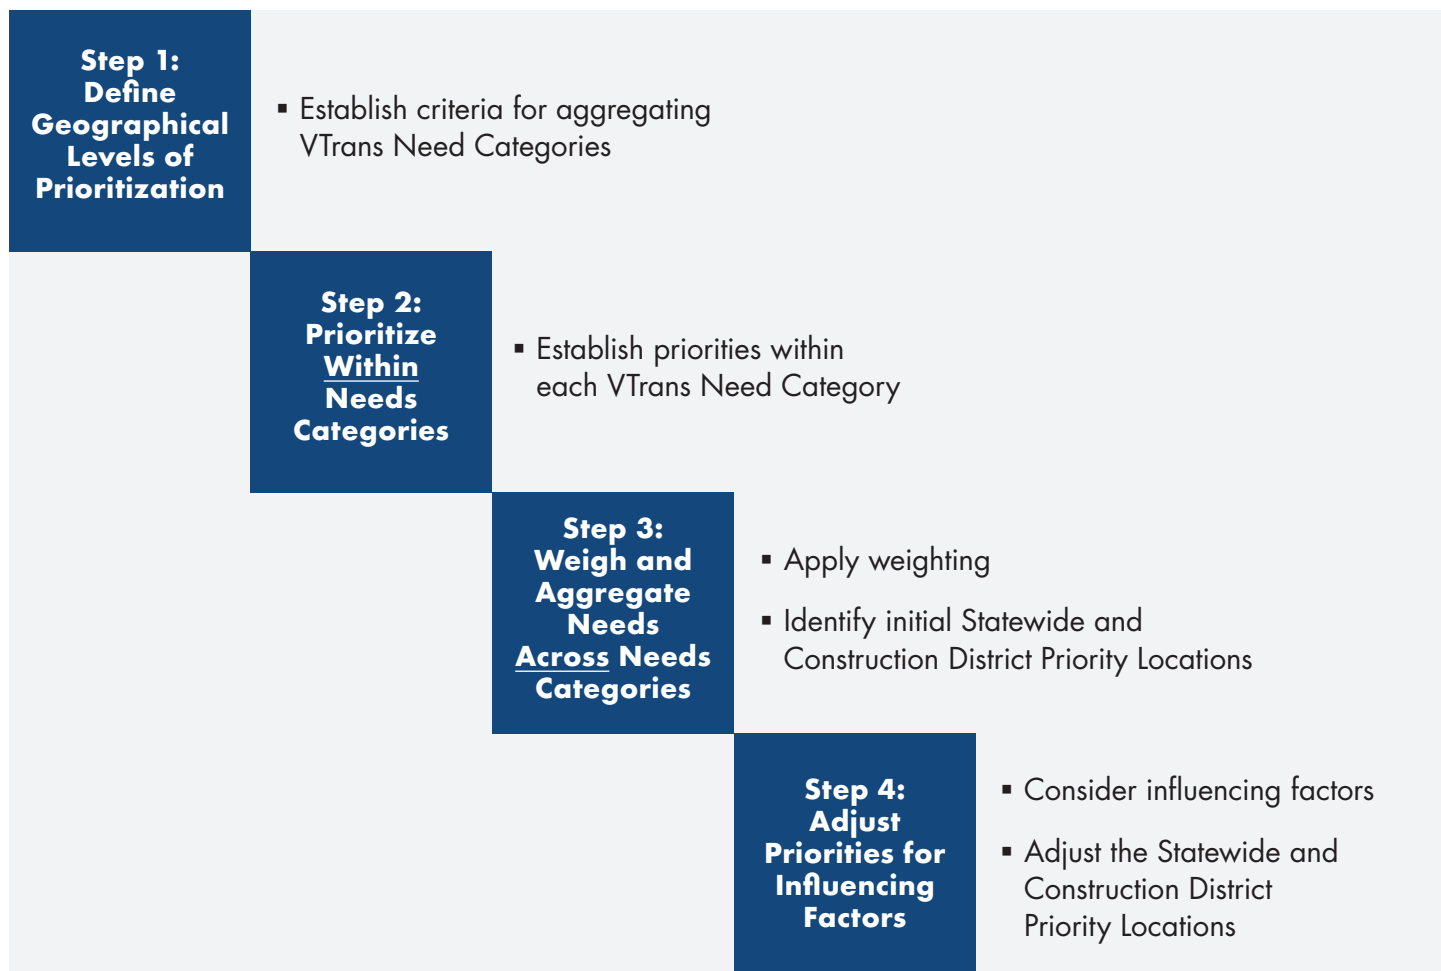 Step 1:
Define
Geographical
Levels of
Prioritization
▪ Establish criteria for aggregating
VTrans Need Categories
Step 2:
Prioritize
Within
Needs
Categories
▪ Establish priorities within
each VTrans Need Category
Step 3:
Weigh and
Aggregate
Needs
Across Needs
Categories
▪ Apply weighting
▪ Identify initial Statewide and
Construction District Priority Locations
Step 4:
Adjust
Priorities for
Influencing
Factors
▪ Consider influencing factors
▪ Adjust the Statewide and
Construction District
Priority Locations